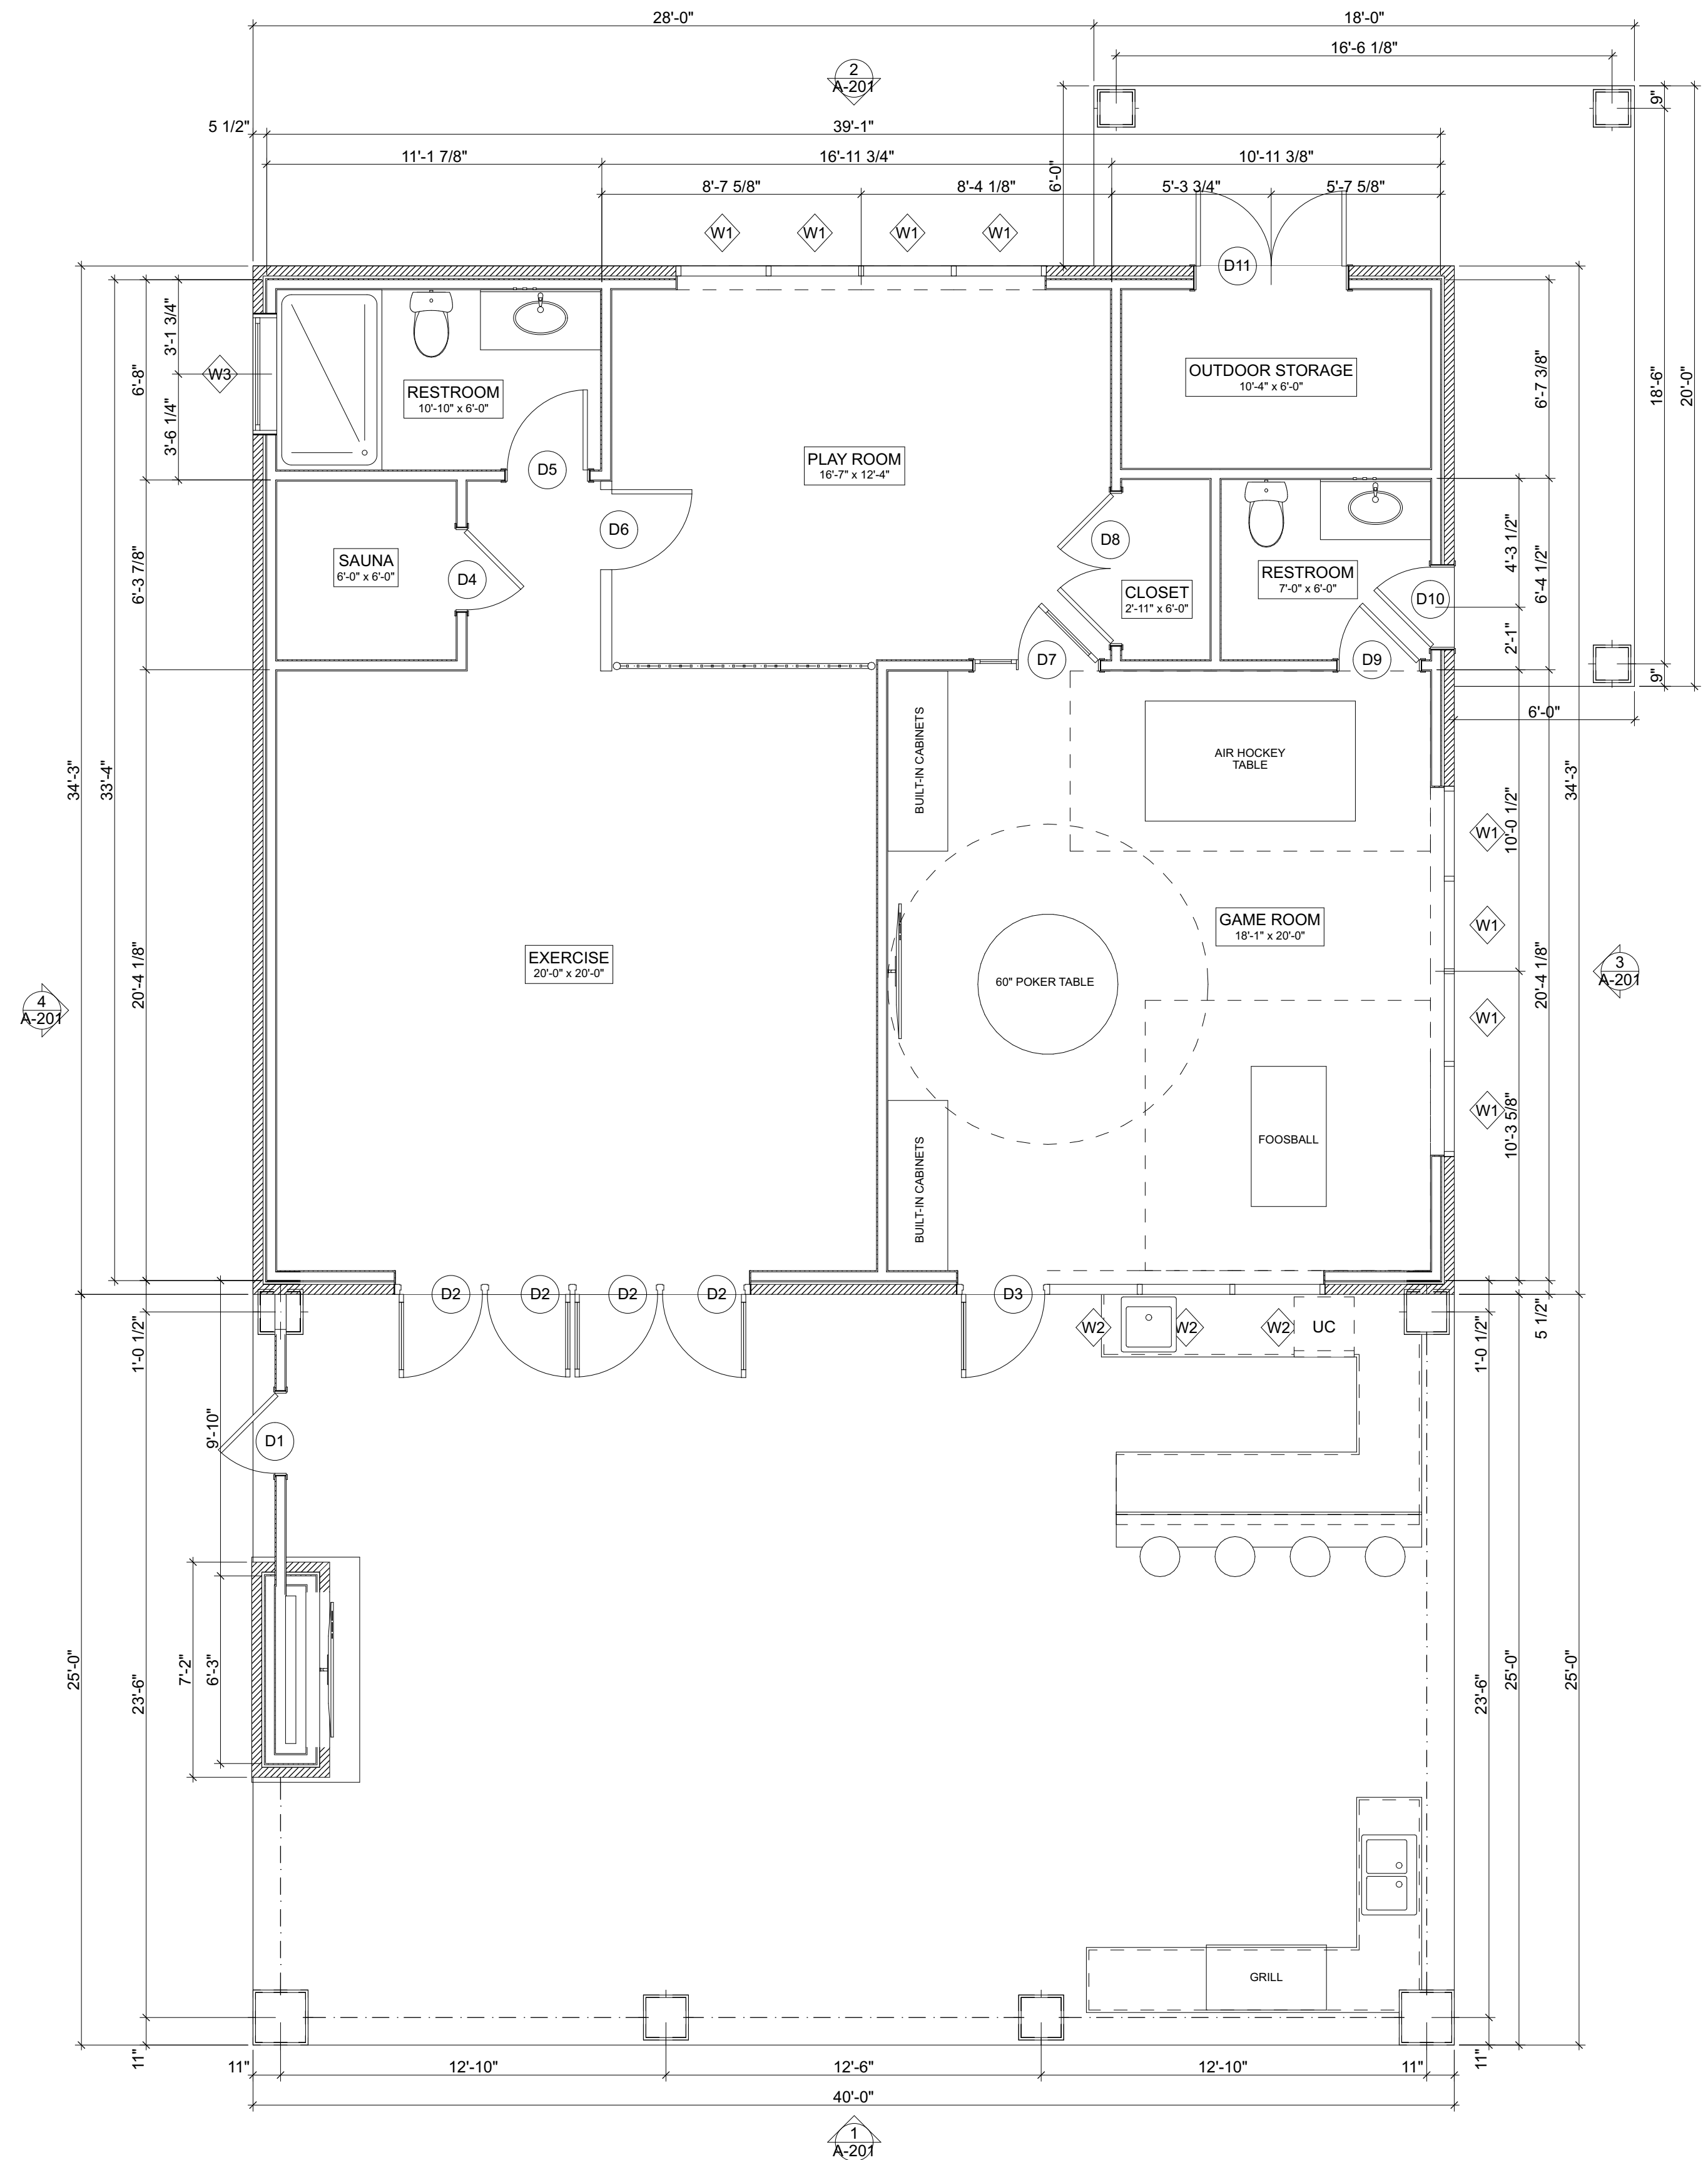 28'-0"
18'-0"
16'-6 1/8"
2
A-201
9"
5 1/2"
39'-1"
11'-1 7/8"
16'-11 3/4"
10'-11 3/8"
6'-0"
8'-7 5/8"
8'-4 1/8"
5'-3 3/4"
5'-7 5/8"
W1
W1
W1
W1
D11
3'-1 3/4"
6'-8"
W3
3'-6 1/4"
RESTROOM
10'-10" x 6'-0"
OUTDOOR STORAGE
10'-4" x 6'-0"
6'-7 3/8"
18'-6"
20'-0"
PLAY ROOM
16'-7" x 12'-4"
D5
D6
D8
SAUNA
6'-0" x 6'-0"
D4
6'-3 7/8"
CLOSET
2'-11" x 6'-0"
RESTROOM
7'-0" x 6'-0"
D10
4'-3 1/2"
6'-4 1/2"
2'-1"
D7
D9
9"
6'-0"
34'-3"
33'-4"
BUILT-IN CABINETS
AIR HOCKEY
TABLE
34'-3"
W1
10'-0 1/2"
GAME ROOM
18'-1" x 20'-0"
W1
EXERCISE
20'-0" x 20'-0"
20'-4 1/8"
60" POKER TABLE
20'-4 1/8"
3
A-201
4
A-201
W1
W1
10'-3 5/8"
FOOSBALL
BUILT-IN CABINETS
D2
D2
D2
D2
D3
W2
W2
W2
UC
1'-0 1/2"
1'-0 1/2"
5 1/2"
9'-10"
D1
25'-0"
23'-6"
7'-2"
6'-3"
23'-6"
25'-0"
25'-0"
GRILL
11"
11"
11"
12'-10"
12'-6"
12'-10"
11"
40'-0"
1
A-201